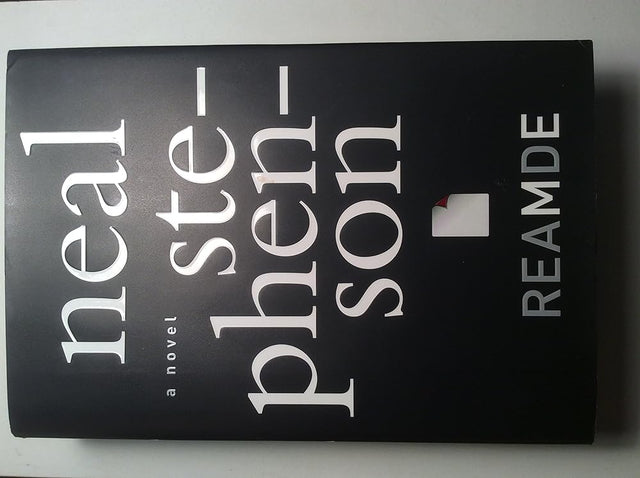 neal
ste–
phen–
son
a novel
REAMDE